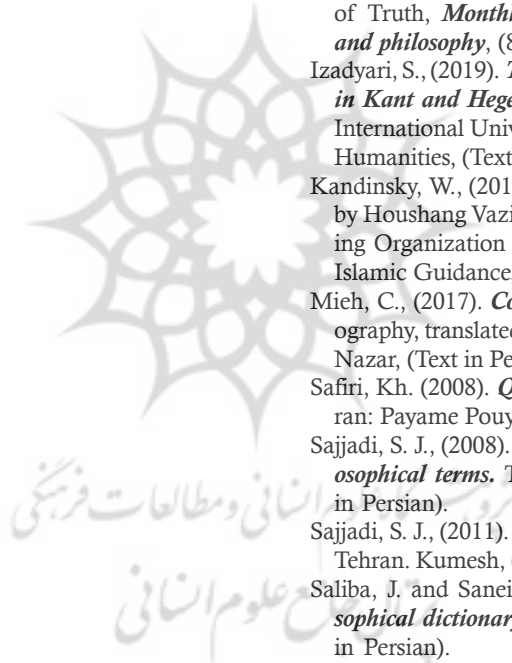 of Truth, Monthl
and philosophy, (8
Izadyari, S., (2019). T
in Kant and Hege
International Univ
Humanities, (Text
Kandinsky, W., (201
by Houshang Vazi
ing Organization
Islamic Guidance,
Mieh, C., (2017). Co
ography, translated
Nazar, (Text in Pe
Safiri, Kh. (2008). Q
ran: Payame Pouy
Sajjadi, S. J., (2008).
osophical terms. T
انسانی و مطالعات فرهنگی
in Persian).
Sajjadi, S. J., (2011).
Tehran. Kumesh, (
جامع علوم انسانی
Saliba, J. and Sanei
sophical dictionary
in Persian).